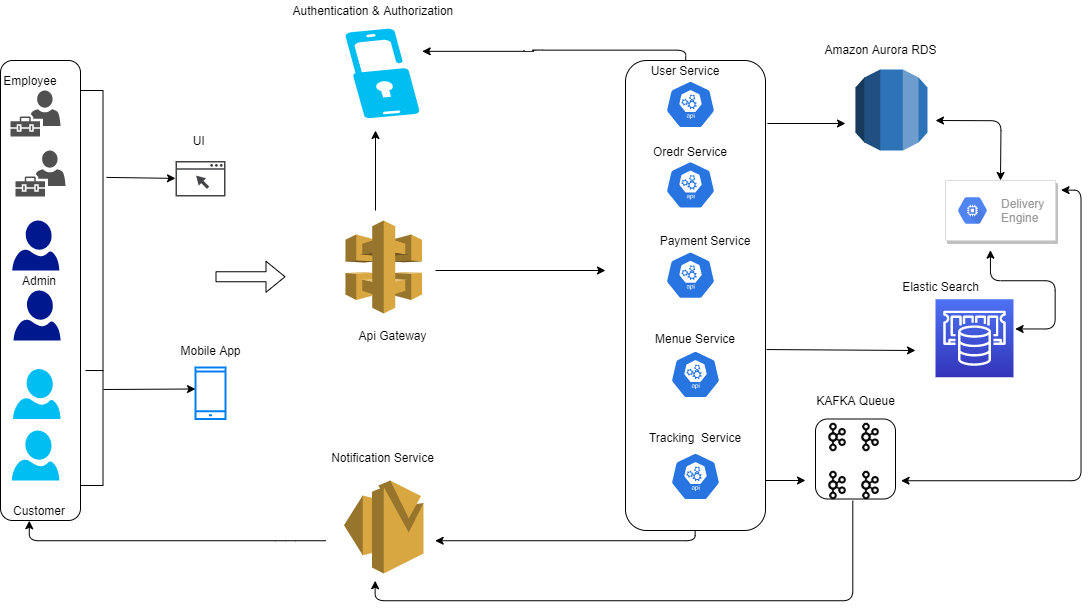 Authentication & Authorization
Employee
Admin
Customer
UI
Mobile App
Api Gateway
Notification Service
User Service
api
Oredr Service
api
Payment Service
api
Menue Service
api
Tracking Service
api
Amazon Aurora RDS
Delivery
Engine
Elastic Search
KAFKA Queue